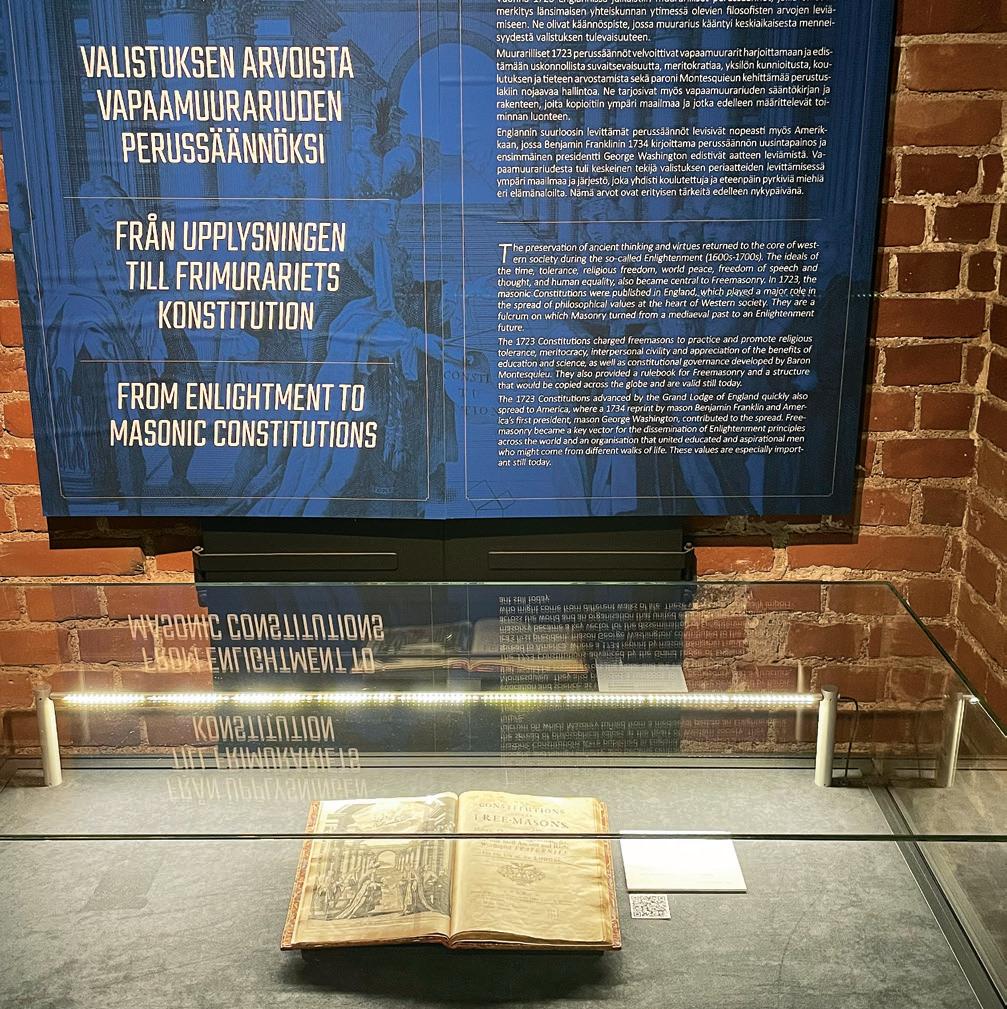 VALISTUKSEN ARVOISTA
VAPAAMUURARIUDEN
PERUSSÄÄNNÖKSI
FRÅN UPPLYSNINGEN
TILL FRIMURARIETS
KONSTITUTION
FROM ENLIGHTMENT TO
MASONIC CONSTITUTIONS
merkitys länsimaisen yhteiskunnan ytimessä olevien filosofisten arvojen leviä-
miseen. Ne olivat käännöspiste, jossa muurarius kääntyi keskiaikaisesta mennei-
syydestä valistuksen tulevaisuuteen.
Muurarilliset 1723 perussäännöt velvoittivat vapaamuurarit harjoittamaan ja edis-
tämään uskonnollista suvaitsevaisuutta, meritokratiaa, yksilön kunnioitusta, kou-
lutuksen ja tieteen arvostamista sekä paroni Montesquieun kehittämää perustus-
lakiin nojaavaa hallintoa. Ne tarjosivat myös vapaamuurariuden sääntökirjan ja
rakenteen, joita kopioitiin ympäri maailmaa ja jotka edelleen määrittelevät toi-
minnan luonteen.
Englannin suurloosin levittämät perussäännöt levisivät nopeasti myös Amerik-
kaan, jossa Benjamin Franklinin 1734 kirjoittama perussäännön uusintapainos ja
ensimmäinen presidentti George Washington edistivät aatteen leviämistä. Va-
paamuurariudesta tuli keskeinen tekijä valistuksen periaatteiden levittämisessä
ympäri maailmaa ja järjestö, joka yhdisti koulutettuja ja eteenpäin pyrkiviä miehiä
eri elämänaloilta. Nämä arvot ovat erityisen tärkeitä edelleen nykypäivänä.
The preservation of ancient thinking and virtues returned to the core of west-
ern society during the so-called Enlightenment (1600s-1700s). The ideals of
the time, tolerance, religious freedom, world peace, freedom of speech and
thought, and human equality, also became central to Freemasonry. In 1723, the
masonic Constitutions were published in England, which played a major role in
the spread of philosophical values at the heart of Western society. They are a
fulcrum on which Masonry turned from a mediaeval past to an Enlightenment
future.
The 1723 Constitutions charged freemasons to practice and promote religious
tolerance, meritocracy, interpersonal civility and appreciation of the benefits of
education and science, as well as constitutional governance developed by Baron
Montesquieu. They also provided a rulebook for Freemasonry and a structure
that would be copied across the globe and are valid still today.
The 1723 Constitutions advanced by the Grand Lodge of England quickly also
spread to America, where a 1734 reprint by mason Benjamin Franklin and Amer-
ica's first president, mason George Washington, contributed to the spread. Free-
masonry became a key vector for the dissemination of Enlightenment principles
across the world and an organisation that united educated and aspirational men
who might come from different walks of life. These values are especially import-
ant still today.
CONSTITUTIONS
FREE-MASONS